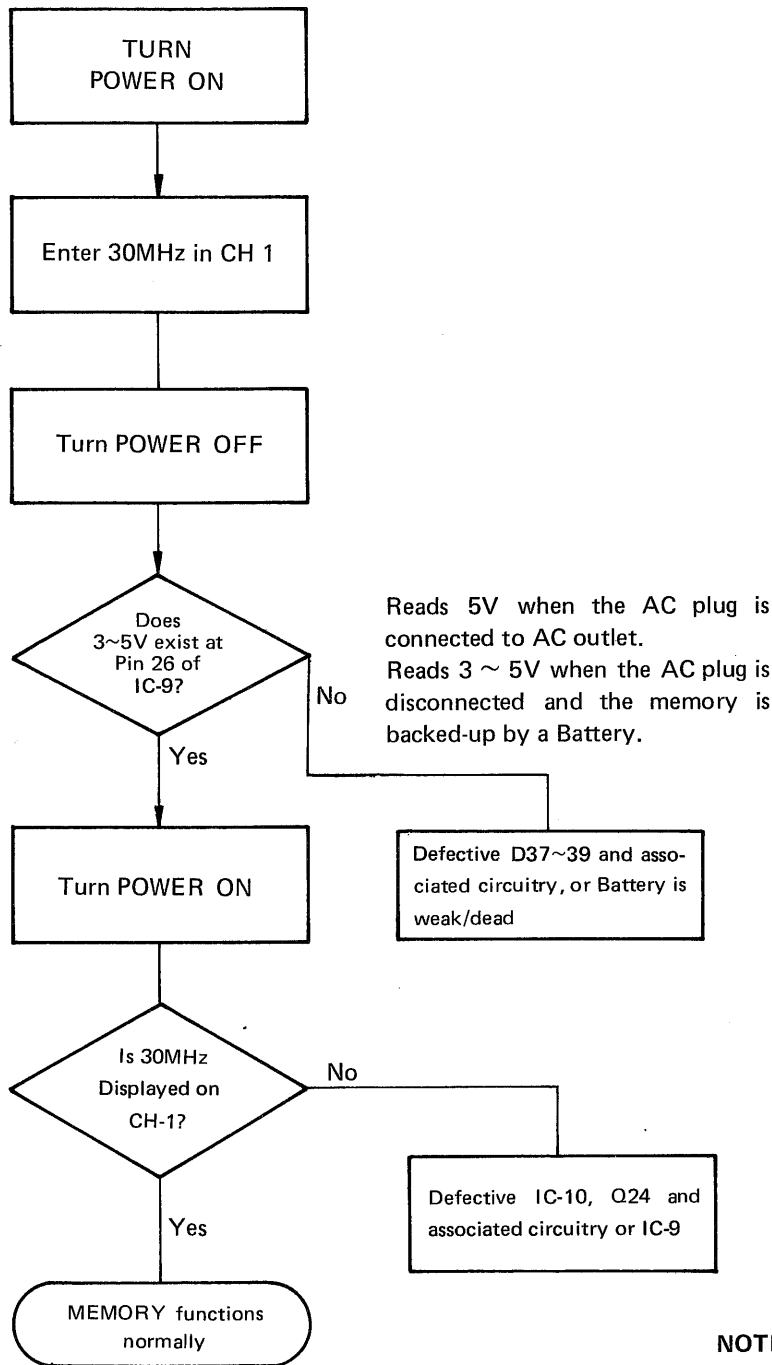 TURN
POWER ON
Enter 30MHz in CH 1
Turn POWER OFF
Does
3~5V exist at
Pin 26 of
IC-9?
Reads 5V when the AC plug is
connected to AC outlet.
Reads 3 ~ 5V when the AC plug is
disconnected and the memory is
backed-up by a Battery.
No
Yes
Turn POWER ON
Defective D37~39 and asso-
ciated circuitry, or Battery is
weak/dead
Is 30MHz
Displayed on
CH-1?
No
Defective IC-10, Q24 and
associated circuitry or IC-9
Yes
MEMORY functions
normally